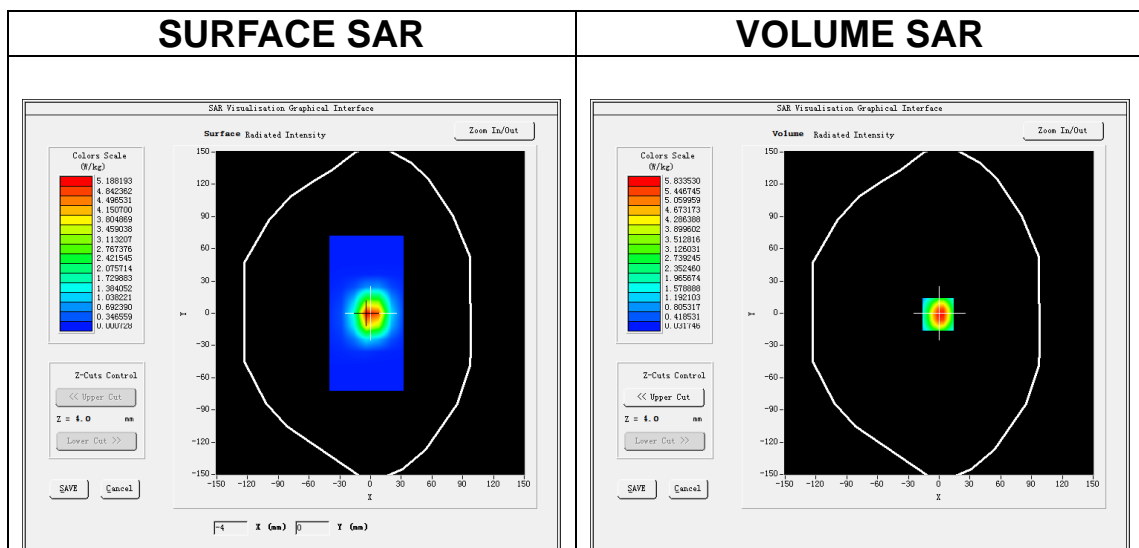 SURFACE SAR
SAR Visualisation Graphical Interface
Surface Radiated Intensity
Zoom In/Out
Colors Scale
(W/kg)
5.188193
4.842362
4.496531
4.150700
3.804869
3.459038
3.113207
2.767376
2.421545
2.075714
1.729883
1.384052
1.038221
0.692390
0.346559
0.000728
Z-Cuts Control
<< Upper Cut
Z = 4.0 mm
Lower Cut >>
SAVE Cancel
150
120
90
60
30
0
-30
-60
-90
-120
-150
Y
-150 -120 -90 -60 -30 0 30 60 90 120 150
X
-4 X (mm) 0 Y (mm)
VOLUME SAR
SAR Visualisation Graphical Interface
Volume Radiated Intensity
Zoom In/Out
Colors Scale
(W/kg)
5.833530
5.446745
5.059959
4.673173
4.286388
3.899602
3.512816
3.126031
2.739245
2.352460
1.965674
1.578888
1.192103
0.805317
0.418531
0.031746
Z-Cuts Control
<< Upper Cut
Z = 4.0 mm
Lower Cut >>
SAVE Cancel
150
120
90
60
30
0
-30
-60
-90
-120
-150
Y
-150 -120 -90 -60 -30 0 30 60 90 120 150
X